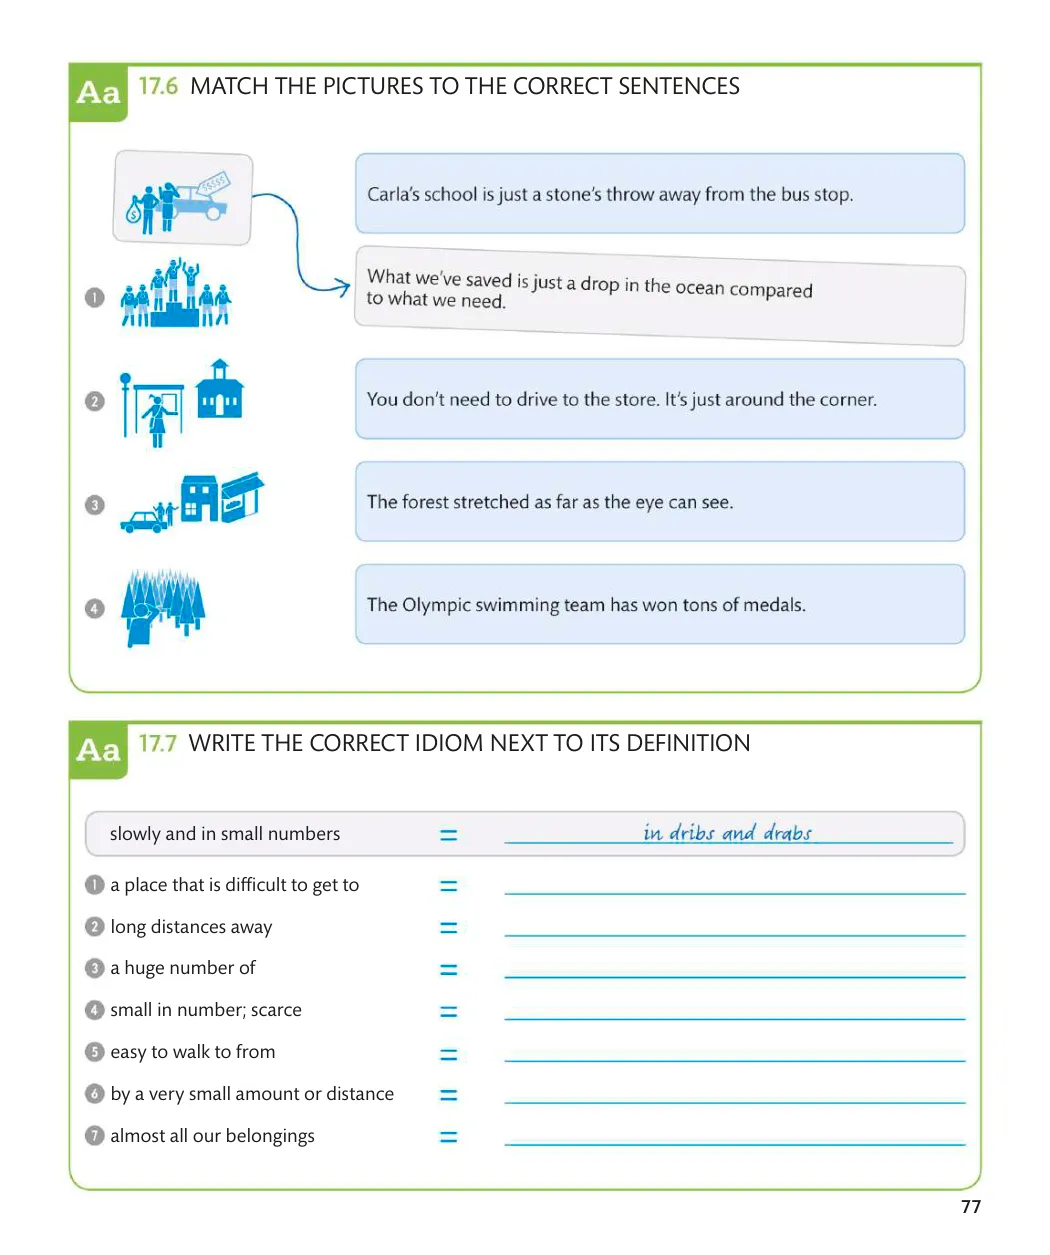 Aa 17.6 MATCH THE PICTURES TO THE CORRECT SENTENCES
$$$$$
$
Carla's school is just a stone's throw away from the bus stop.
What we've saved is just a drop in the ocean compared
to what we need.
1
You don't need to drive to the store. It's just around the corner.
2
The forest stretched as far as the eye can see.
3
The Olympic swimming team has won tons of medals.
4
Aa 17.7 WRITE THE CORRECT IDIOM NEXT TO ITS DEFINITION
slowly and in small numbers = in dribs and drabs
1 a place that is difficult to get to =
2 long distances away =
3 a huge number of =
4 small in number; scarce =
5 easy to walk to from =
6 by a very small amount or distance =
7 almost all our belongings =
77